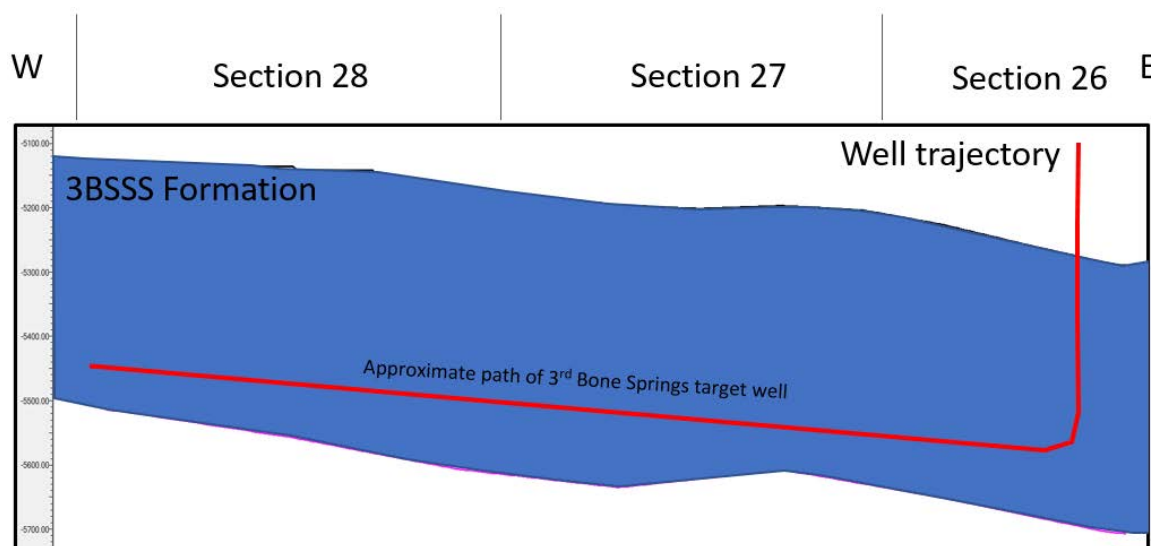 W
Section 28
Section 27
Section 26
E
-5100.00
Well trajectory
3BSSS Formation
-5200.00
-5300.00
-5400.00
Approximate path of 3rd Bone Springs target well
-5500.00
-5600.00
-5700.00